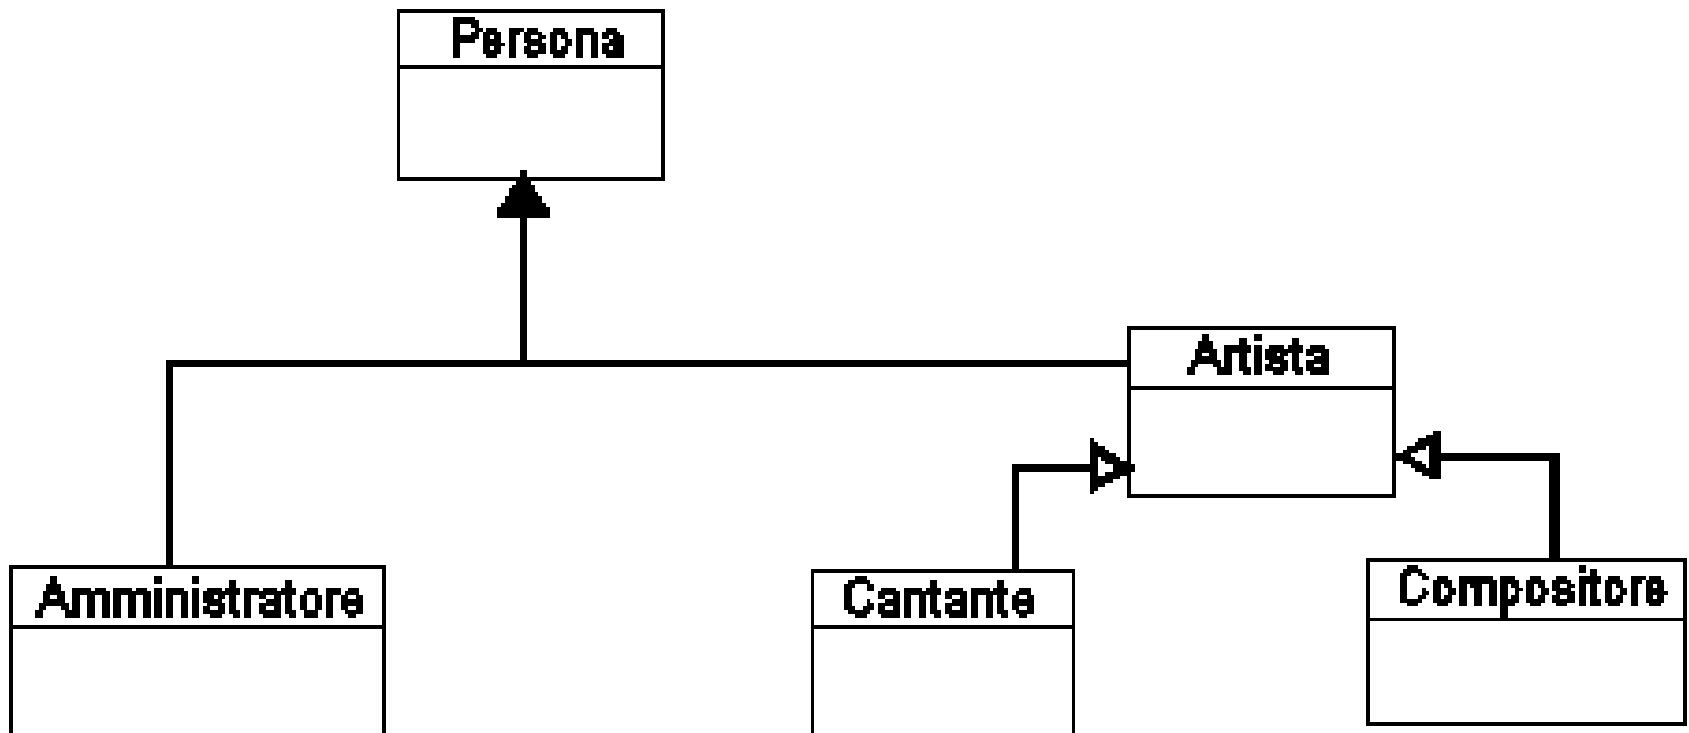 Persona
Artista
Amministratore
Cantante
Compositore